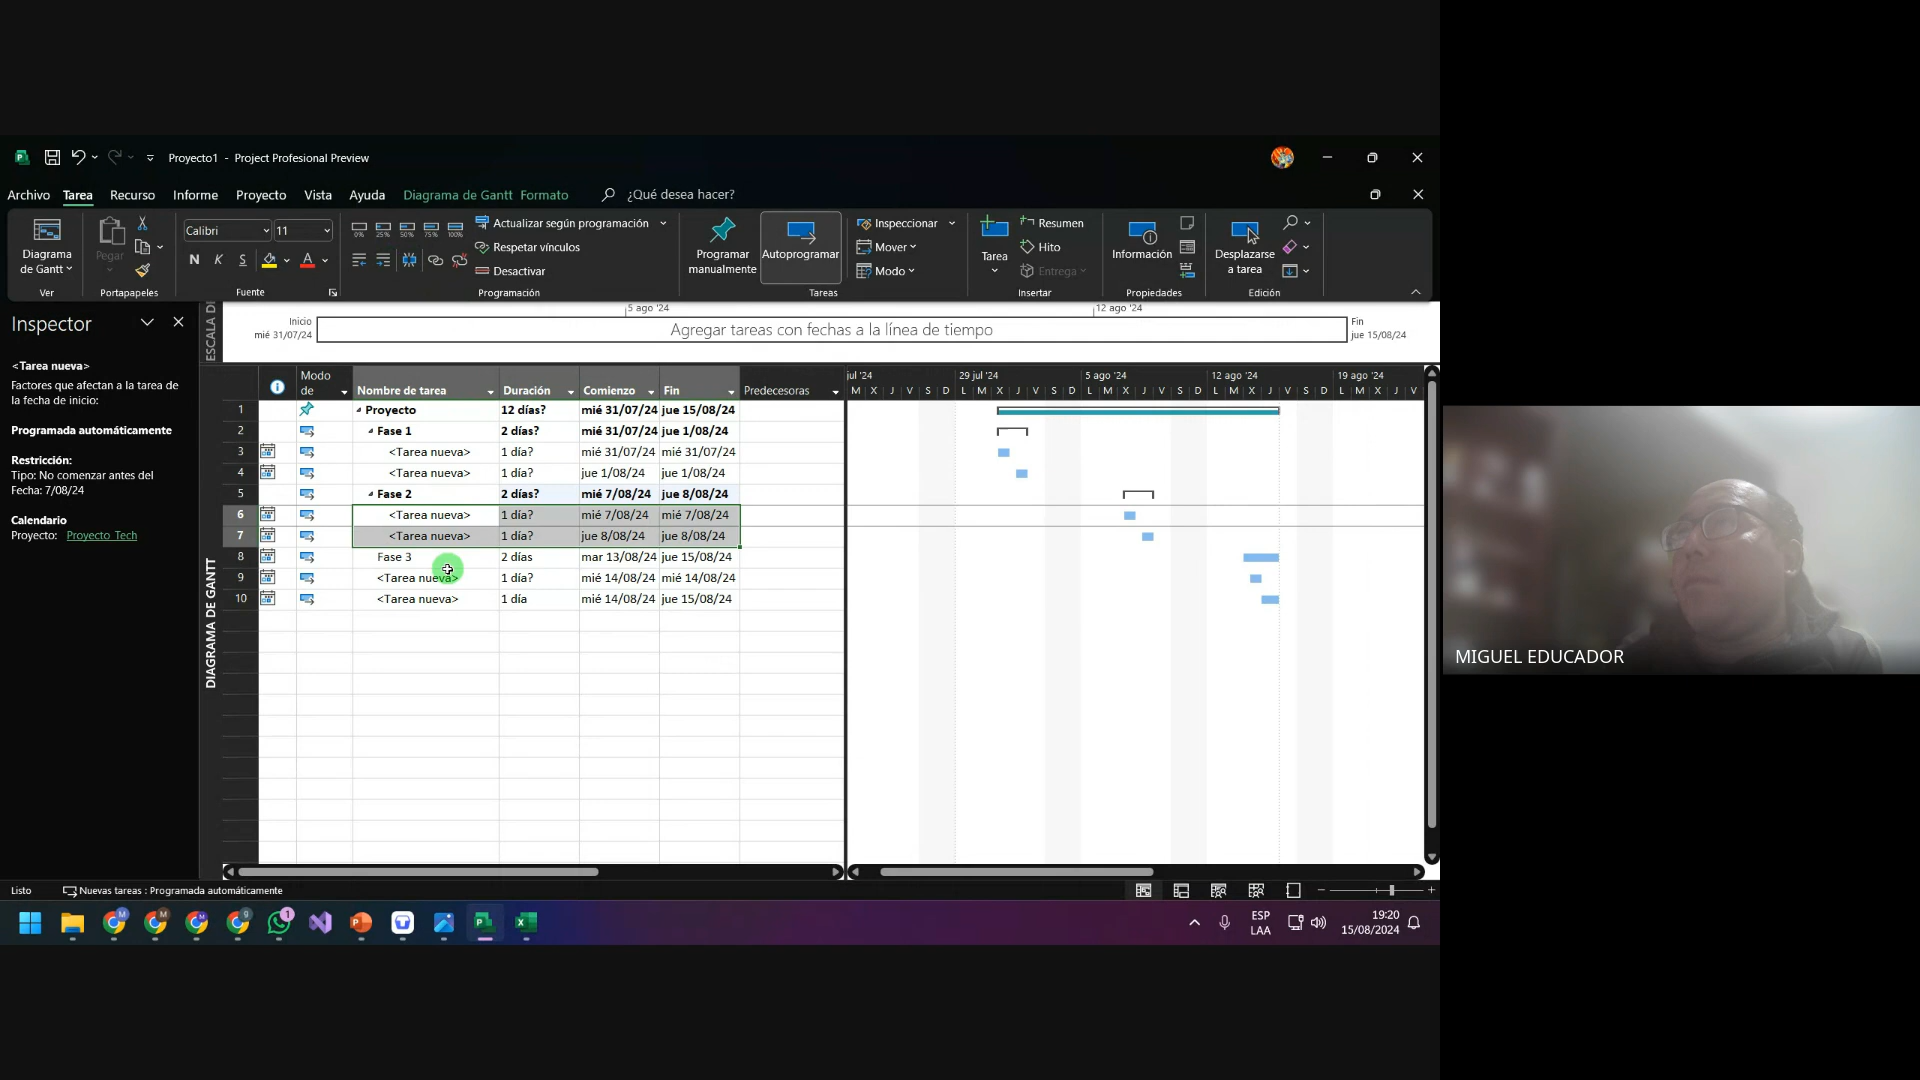 Proyecto1 - Project Profesional Preview
Archivo Tarea Recurso Informe Proyecto Vista Ayuda Diagrama de Gantt Formato ¿Qué desea hacer?
Diagrama de Gantt
Ver
Pegar
Portapapeles
Calibri 11
N K S A
Fuente
0% 25% 50% 75% 100%
Actualizar según programación
Respetar vínculos
Desactivar
Programación
Programar manualmente
Autoprogramar
Inspeccionar
Mover
Modo
Tareas
Tarea
Resumen
Hito
Entrega
Insertar
Información
Propiedades
Desplazarse a tarea
Edición
Inspector
<Tarea nueva>
Factores que afectan a la tarea de
la fecha de inicio:
Programada automáticamente
Restricción:
Tipo: No comenzar antes del
Fecha: 7/08/24
Calendario
Proyecto: Proyecto Tech
ESCALA DE
5 ago '24 12 ago '24
Inicio
mié 31/07/24
Agregar tareas con fechas a la línea de tiempo
Fin
jue 15/08/24
DIAGRAMA DE GANTT
Modo de Nombre de tarea Duración Comienzo Fin Predecesoras
jul '24 29 jul '24 5 ago '24 12 ago '24 19 ago '24
M X J V S D L M X J V S D L M X J V S D L M X J V S D L M X J V
1 Proyecto 12 días? mié 31/07/24 jue 15/08/24
2 Fase 1 2 días? mié 31/07/24 jue 1/08/24
3 <Tarea nueva> 1 día? mié 31/07/24 mié 31/07/24
4 <Tarea nueva> 1 día? jue 1/08/24 jue 1/08/24
5 Fase 2 2 días? mié 7/08/24 jue 8/08/24
6 <Tarea nueva> 1 día? mié 7/08/24 mié 7/08/24
7 <Tarea nueva> 1 día? jue 8/08/24 jue 8/08/24
8 Fase 3 2 días mar 13/08/24 jue 15/08/24
9 <Tarea nueva> 1 día? mié 14/08/24 mié 14/08/24
10 <Tarea nueva> 1 día mié 14/08/24 jue 15/08/24
MIGUEL EDUCADOR
Listo Nuevas tareas : Programada automáticamente
ESP
LAA
19:20
15/08/2024